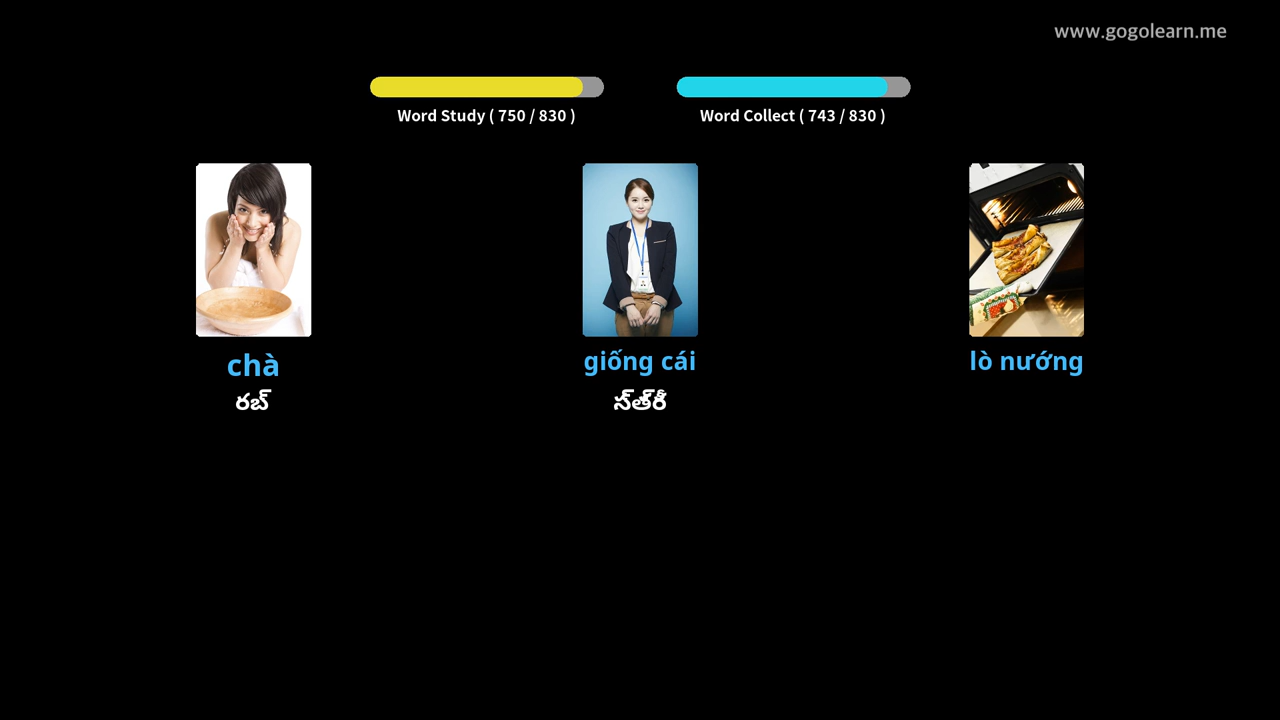 www.gogolearn.me
Word Study ( 750 / 830 )
Word Collect ( 743 / 830 )
chà
giống cái
lò nướng
రబ్
స్త్రీ